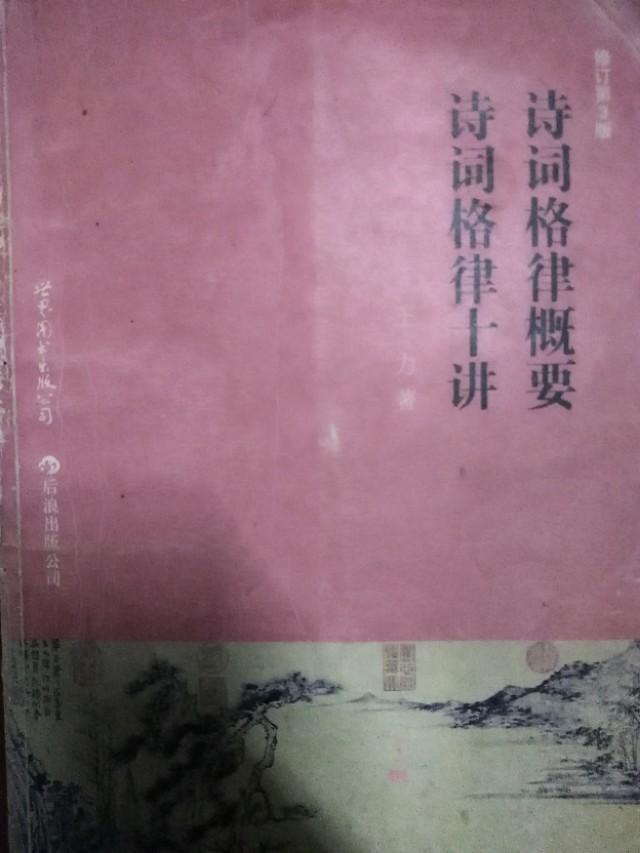 修订第3版
诗词格律概要
诗词格律十讲
王力 著
世界图书出版公司
后浪出版公司